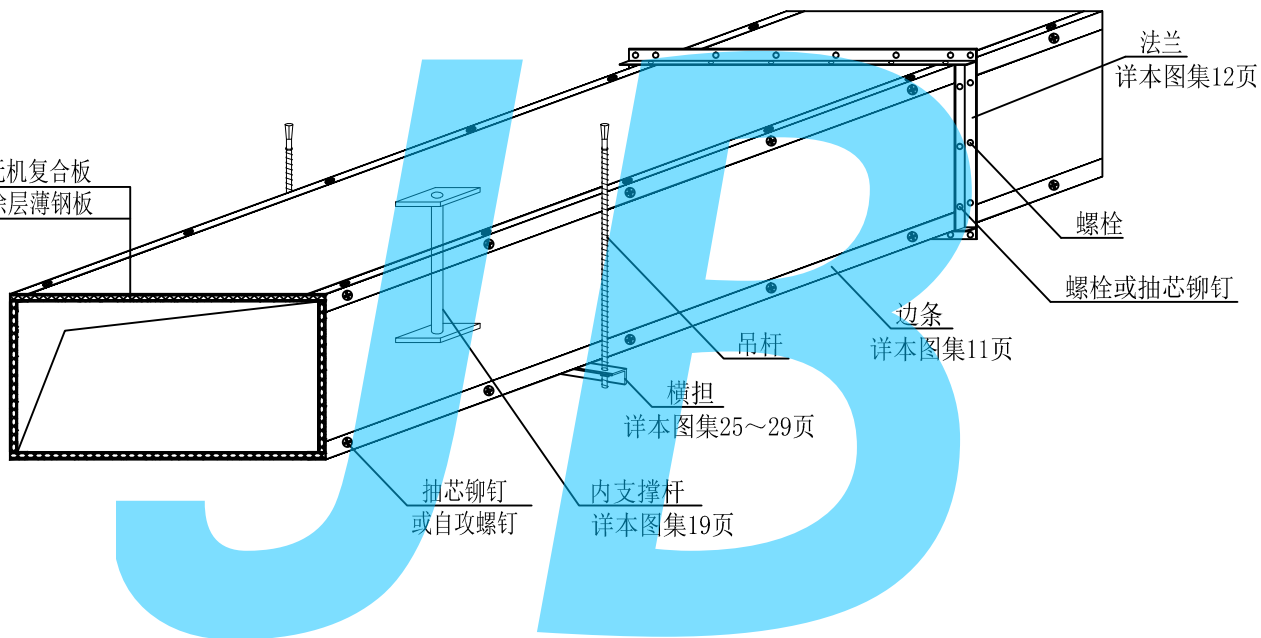 法兰
详本图集12页
机复合板
层薄钢板
螺栓
螺栓或抽芯铆钉
边条
详本图集11页
吊杆
横担
详本图集25～29页
抽芯铆钉
或自攻螺钉
内支撑杆
详本图集19页
JB